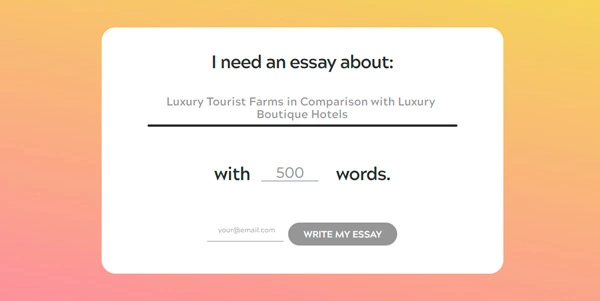 I need an essay about:
Luxury Tourist Farms in Comparison with Luxury
Boutique Hotels
with 500 words.
your@email.com WRITE MY ESSAY